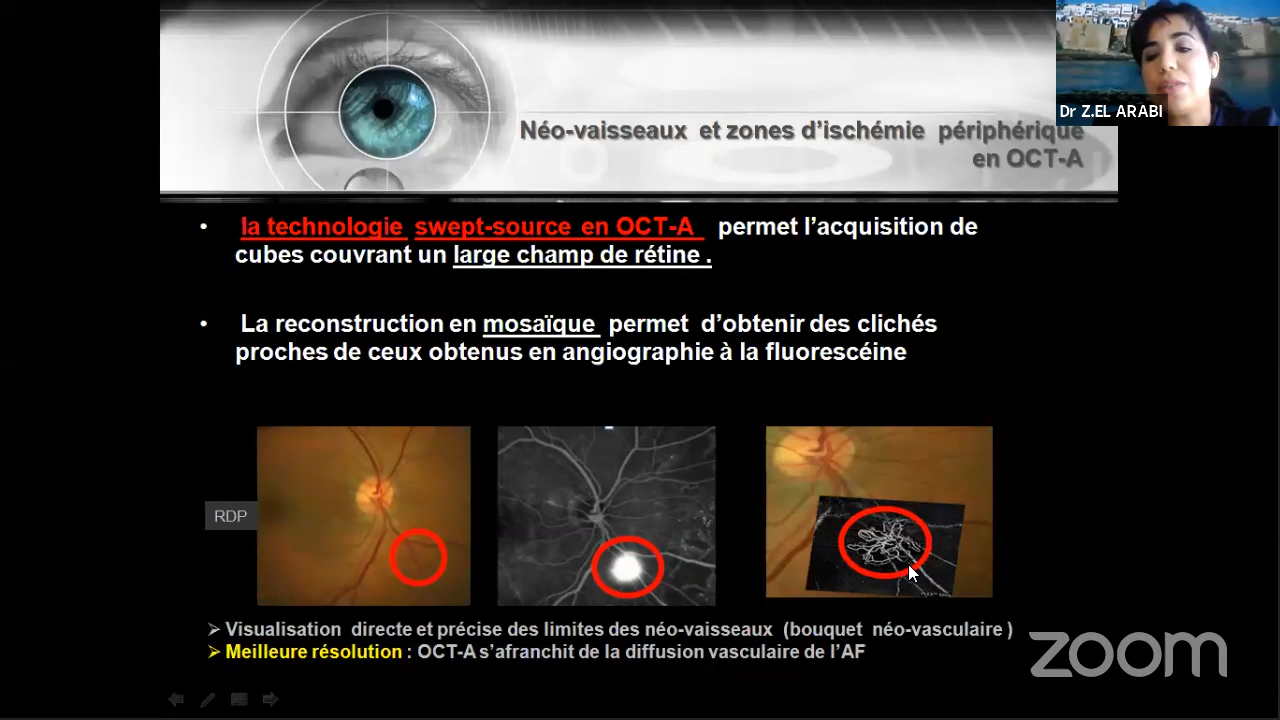 Dr Z.EL ARABI
Néo-vaisseaux et zones d'ischémie périphérique
en OCT-A
• la technologie swept-source en OCT-A permet l'acquisition de
cubes couvrant un large champ de rétine .
• La reconstruction en mosaïque permet d'obtenir des clichés
proches de ceux obtenus en angiographie à la fluorescéine
RDP
➢ Visualisation directe et précise des limites des néo-vaisseaux (bouquet néo-vasculaire )
➢ Meilleure résolution : OCT-A s'affranchit de la diffusion vasculaire de l'AF
zoom